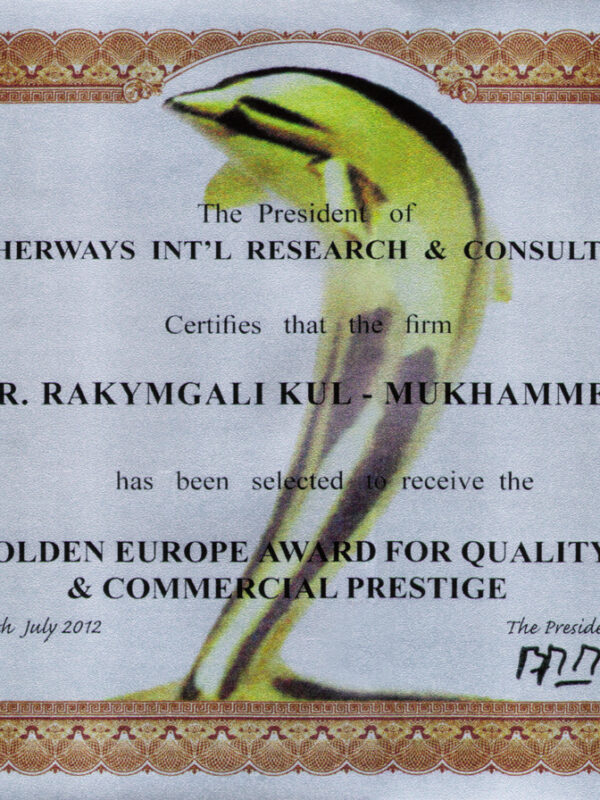 The President of
HERWAYS INT'L RESEARCH & CONSULT
Certifies that the firm
R. RAKYMGALI KUL - MUKHAMME
has been selected to receive the
OLDEN EUROPE AWARD FOR QUALITY
& COMMERCIAL PRESTIGE
th July 2012
The Preside